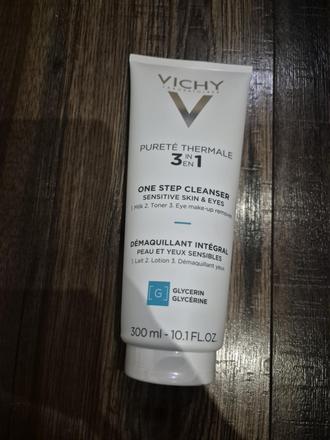 VICHY
LABORATOIRES
PURETÉ THERMALE
3 IN EN 1
ONE STEP CLEANSER
SENSITIVE SKIN & EYES
1. Milk 2. Toner 3. Eye make-up remover
DÉMAQUILLANT INTÉGRAL
PEAU ET YEUX SENSIBLES
1. Lait 2. Lotion 3. Démaquillant yeux
[G] GLYCERIN
GLYCÉRINE
300 ml - 10.1 FL.OZ.